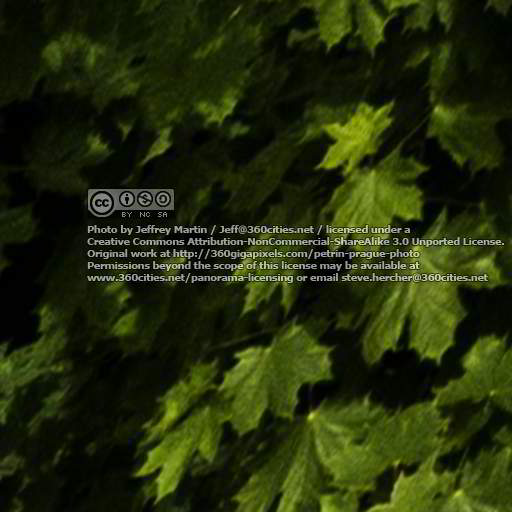 cc
BY NC SA
Photo by Jeffrey Martin / Jeff@360cities.net / licensed under a
Creative Commons Attribution-NonCommercial-ShareAlike 3.0 Unported License.
Original work at http://360gigapixels.com/petrin-prague-photo
Permissions beyond the scope of this license may be available at
www.360cities.net/panorama-licensing or email steve.hercher@360cities.net